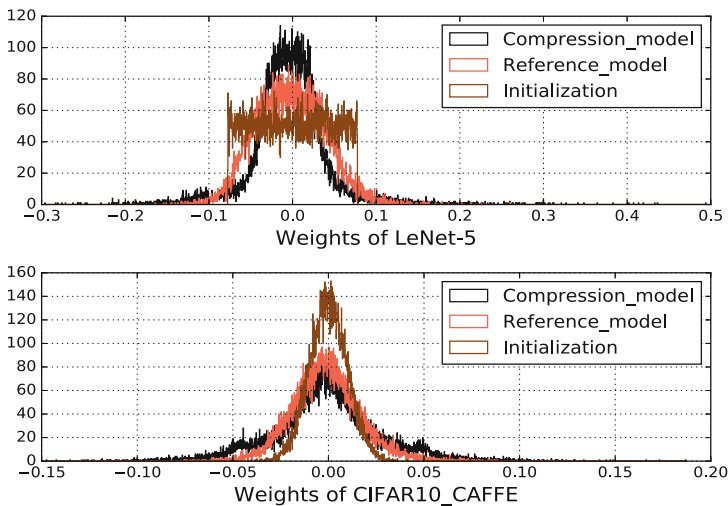 120
100
80
60
40
20
0
Compression_model
Reference_model
Initialization
−0.3 −0.2 −0.1 0.0 0.1 0.2 0.3 0.4 0.5
Weights of LeNet-5
160
140
120
100
80
60
40
20
0
Compression_model
Reference_model
Initialization
−0.15 −0.10 −0.05 0.00 0.05 0.10 0.15 0.20
Weights of CIFAR10_CAFFE